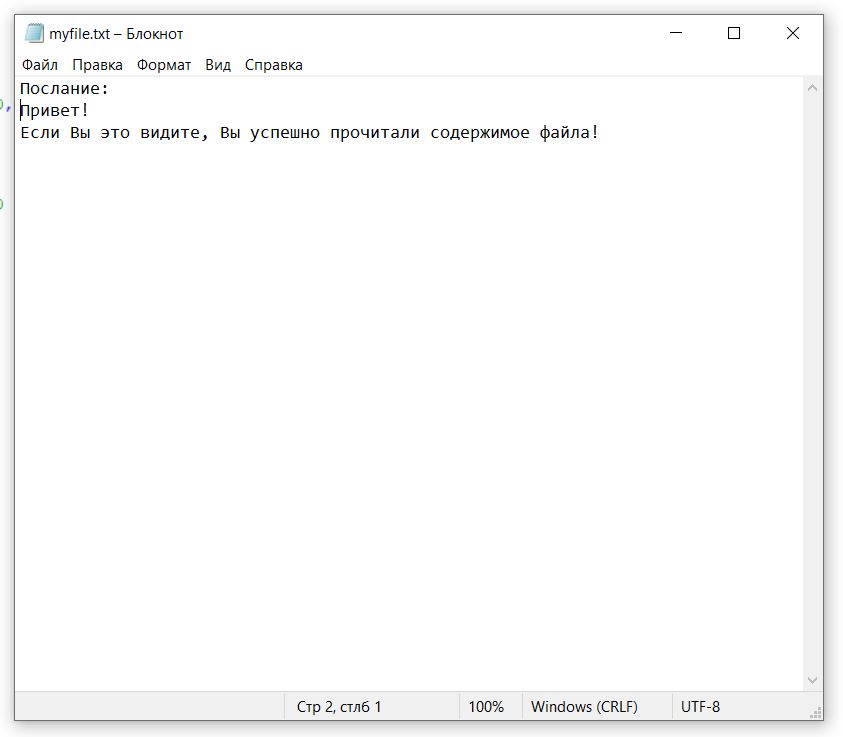 myfile.txt – Блокнот
Файл Правка Формат Вид Справка
Послание:
Привет!
Если Вы это видите, Вы успешно прочитали содержимое файла!
Стр 2, стлб 1 100% Windows (CRLF) UTF-8